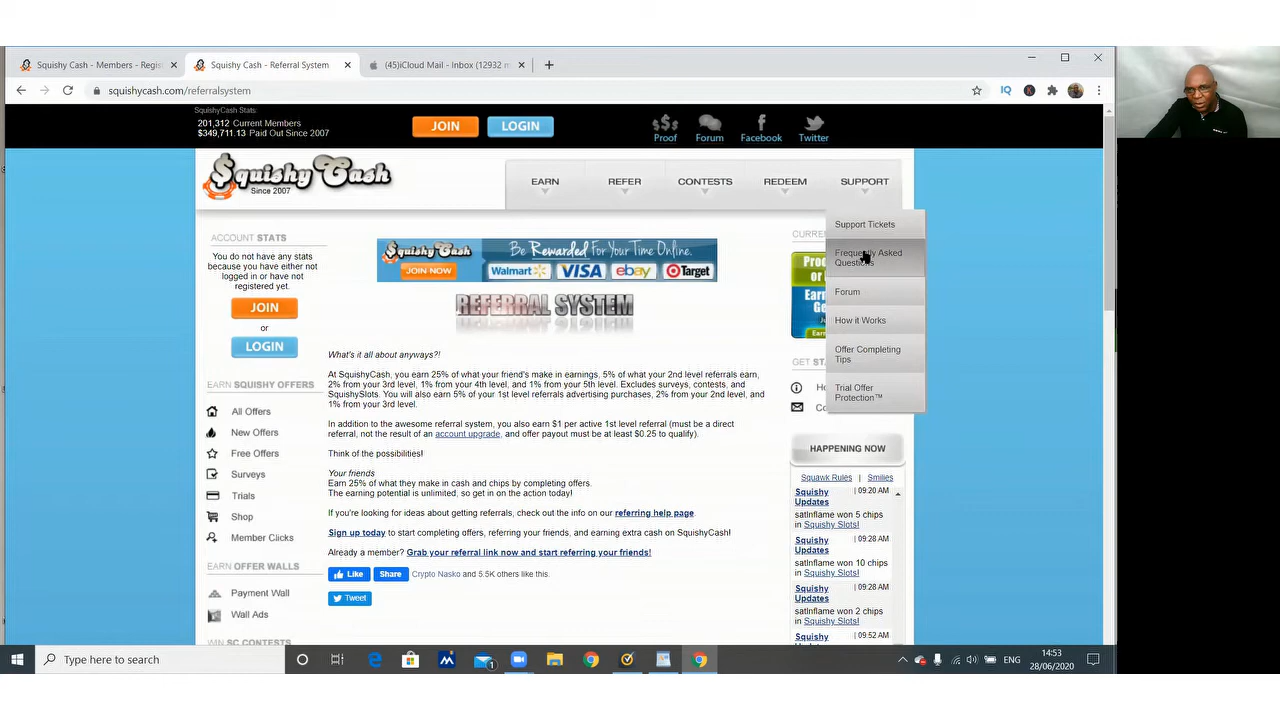 Squishy Cash - Members - Regis
Squishy Cash - Referral System
(45)iCloud Mail - Inbox (12932 m
squishycash.com/referralsystem
IQ
SquishyCash Stats:
201,312 Current Members
$349,711.13 Paid Out Since 2007
JOIN
LOGIN
Proof
Forum
Facebook
Twitter
$quishy Cash
Since 2007
EARN
REFER
CONTESTS
REDEEM
SUPPORT
Support Tickets
Frequently Asked
Questions
Forum
How it Works
Offer Completing
Tips
Trial Offer
Protection™
ACCOUNT STATS
You do not have any stats
because you have either not
logged in or have not
registered yet.
JOIN
or
LOGIN
EARN SQUISHY OFFERS
All Offers
New Offers
Free Offers
Surveys
Trials
Shop
Member Clicks
EARN OFFER WALLS
Payment Wall
Wall Ads
WIN SC CONTESTS
$quishy Cash
JOIN NOW
Be Rewarded For Your Time Online.
Walmart
VISA
ebay
Target
REFERRAL SYSTEM
What's it all about anyways?!
At SquishyCash, you earn 25% of what your friend's make in earnings, 5% of what your 2nd level referrals earn,
2% from your 3rd level, 1% from your 4th level, and 1% from your 5th level. Excludes surveys, contests, and
SquishySlots. You will also earn 5% of your 1st level referrals advertising purchases, 2% from your 2nd level, and
1% from your 3rd level.
In addition to the awesome referral system, you also earn $1 per active 1st level referral (must be a direct
referral, not the result of an account upgrade, and offer payout must be at least $0.25 to qualify).
Think of the possibilities!
Your friends
Earn 25% of what they make in cash and chips by completing offers.
The earning potential is unlimited, so get in on the action today!
If you're looking for ideas about getting referrals, check out the info on our referring help page.
Sign up today to start completing offers, referring your friends, and earning extra cash on SquishyCash!
Already a member? Grab your referral link now and start referring your friends!
Like
Share
Crypto Nasko and 5.5K others like this.
Tweet
CURRE
Pro
or
Ear
Ge
Earn
GET STA
Ho
Co
HAPPENING NOW
Squawk Rules | Smilies
Squishy
Updates
| 09:20 AM
satInflame won 5 chips
in Squishy Slots!
Squishy
Updates
| 09:28 AM
satInflame won 10 chips
in Squishy Slots!
Squishy
Updates
| 09:28 AM
satInflame won 2 chips
in Squishy Slots!
Squishy
| 09:52 AM
Type here to search
1
ENG
14:53
28/06/2020